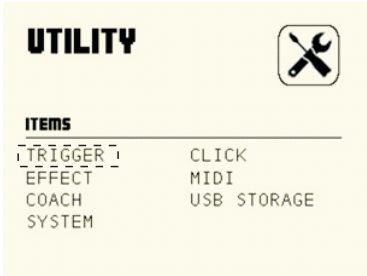 UTILITY
ITEMS
TRIGGER CLICK
EFFECT MIDI
COACH USB STORAGE
SYSTEM